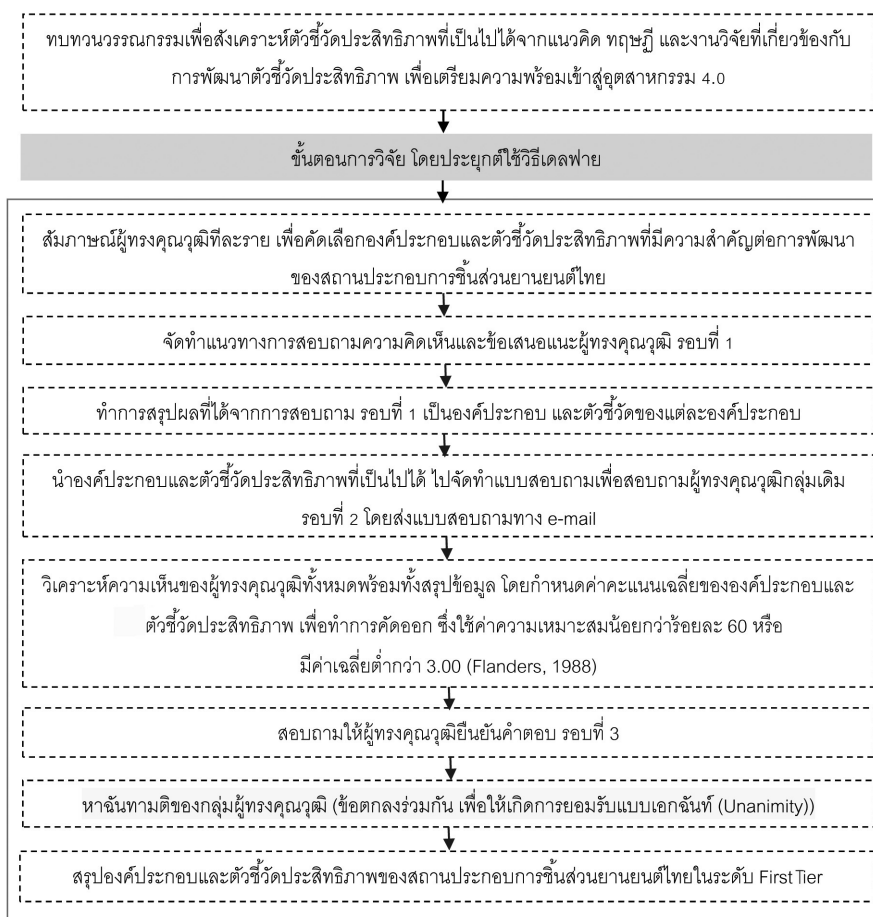 ทบทวนวรรณกรรมเพื่อสังเคราะห์ตัวชี้วัดประสิทธิภาพที่เป็นไปได้จากแนวคิด ทฤษฎี และงานวิจัยที่เกี่ยวข้องกับ
การพัฒนาตัวชี้วัดประสิทธิภาพ เพื่อเตรียมความพร้อมเข้าสู่อุตสาหกรรม 4.0
ขั้นตอนการวิจัย โดยประยุกต์ใช้วิธีเดลฟาย
สัมภาษณ์ผู้ทรงคุณวุฒิทีละราย เพื่อคัดเลือกองค์ประกอบและตัวชี้วัดประสิทธิภาพที่มีความสำคัญต่อการพัฒนา
ของสถานประกอบการชิ้นส่วนยานยนต์ไทย
จัดทำแนวทางการสอบถามความคิดเห็นและข้อเสนอแนะผู้ทรงคุณวุฒิ รอบที่ 1
ทำการสรุปผลที่ได้จากการสอบถาม รอบที่ 1 เป็นองค์ประกอบ และตัวชี้วัดของแต่ละองค์ประกอบ
นำองค์ประกอบและตัวชี้วัดประสิทธิภาพที่เป็นไปได้ ไปจัดทำแบบสอบถามเพื่อสอบถามผู้ทรงคุณวุฒิกลุ่มเดิม
รอบที่ 2 โดยส่งแบบสอบถามทาง e-mail
วิเคราะห์ความเห็นของผู้ทรงคุณวุฒิทั้งหมดพร้อมทั้งสรุปข้อมูล โดยกำหนดค่าคะแนนเฉลี่ยขององค์ประกอบและ
ตัวชี้วัดประสิทธิภาพ เพื่อทำการคัดออก ซึ่งใช้ค่าความเหมาะสมน้อยกว่าร้อยละ 60 หรือ
มีค่าเฉลี่ยต่ำกว่า 3.00 (Flanders, 1988)
สอบถามให้ผู้ทรงคุณวุฒิยืนยันคำตอบ รอบที่ 3
หาฉันทามติของกลุ่มผู้ทรงคุณวุฒิ (ข้อตกลงร่วมกัน เพื่อให้เกิดการยอมรับแบบเอกฉันท์ (Unanimity))
สรุปองค์ประกอบและตัวชี้วัดประสิทธิภาพของสถานประกอบการชิ้นส่วนยานยนต์ไทยในระดับ First Tier